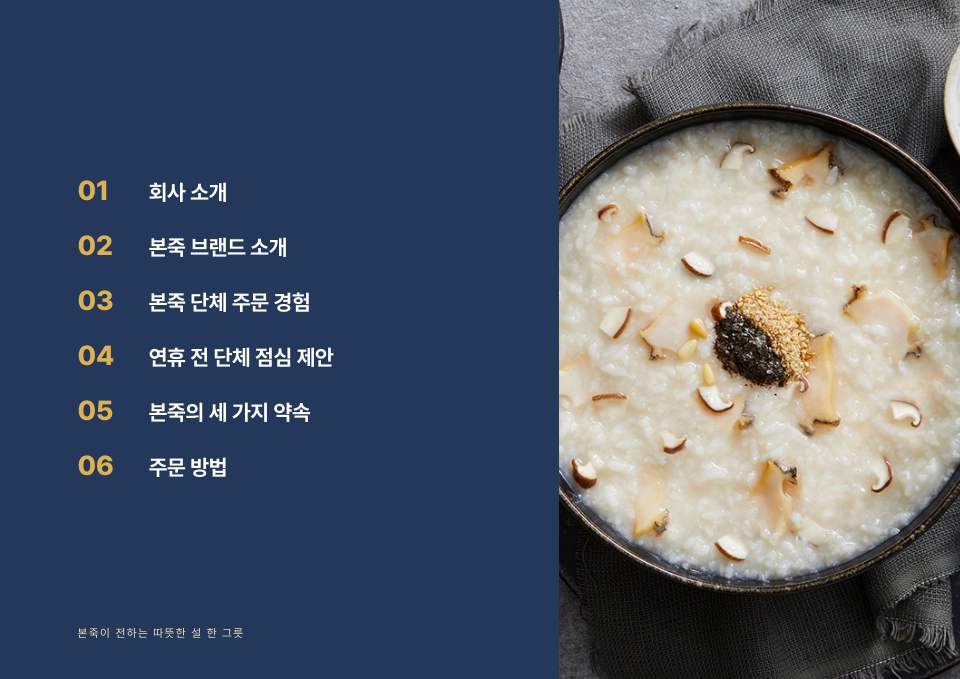 01 회사 소개
02 본죽 브랜드 소개
03 본죽 단체 주문 경험
04 연휴 전 단체 점심 제안
05 본죽의 세 가지 약속
06 주문 방법
본죽이 전하는 따뜻한 설 한 그릇